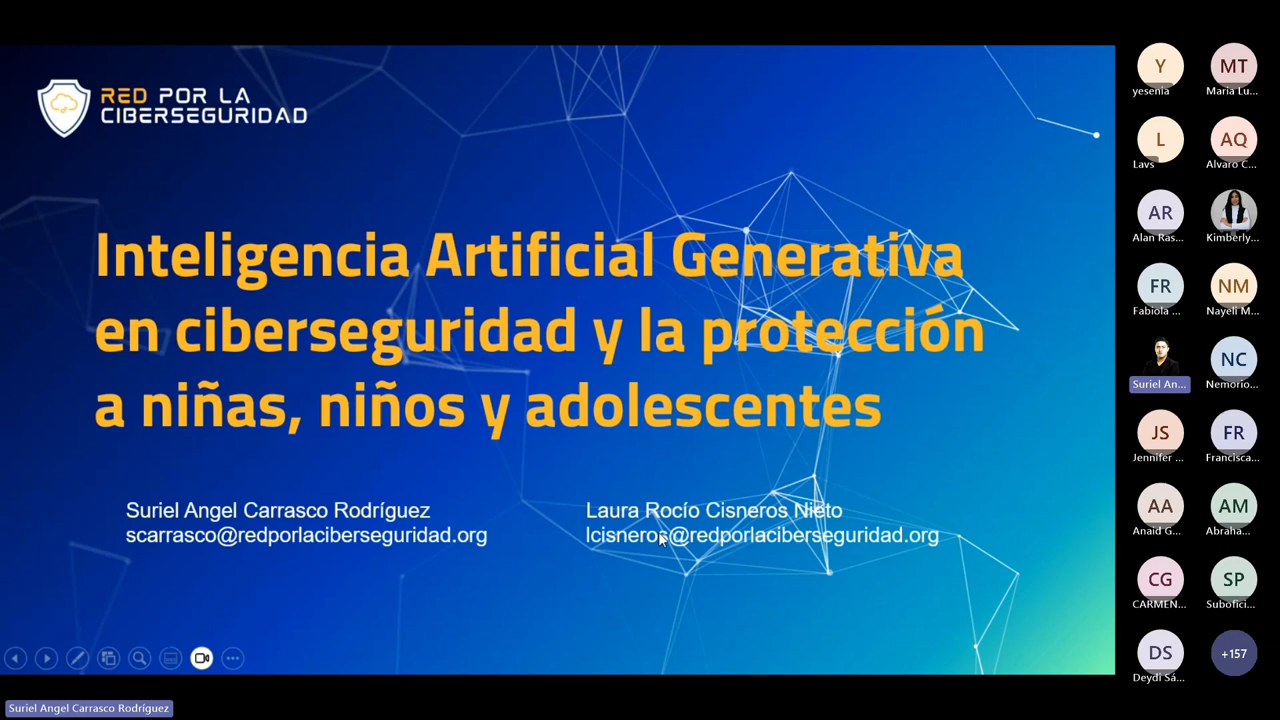 RED POR LA
CIBERSEGURIDAD
Inteligencia Artificial Generativa
en ciberseguridad y la protección
a niñas, niños y adolescentes
Suriel Angel Carrasco Rodríguez
scarrasco@redporlaciberseguridad.org
Laura Rocío Cisneros Nieto
lcisneros@redporlaciberseguridad.org
Y
yesenia
MT
Maria Lu...
L
Lavs
AQ
Alvaro C...
AR
Alan Ras...
Kimberly...
FR
Fabiola ...
NM
Nayeli M...
Suriel An...
NC
Nemorio...
JS
Jennifer ...
FR
Francisca...
AA
Anaid G...
AM
Abraha...
CG
CARMEN...
SP
Subofici...
DS
Deydi Sá...
+157
Suriel Angel Carrasco Rodríguez